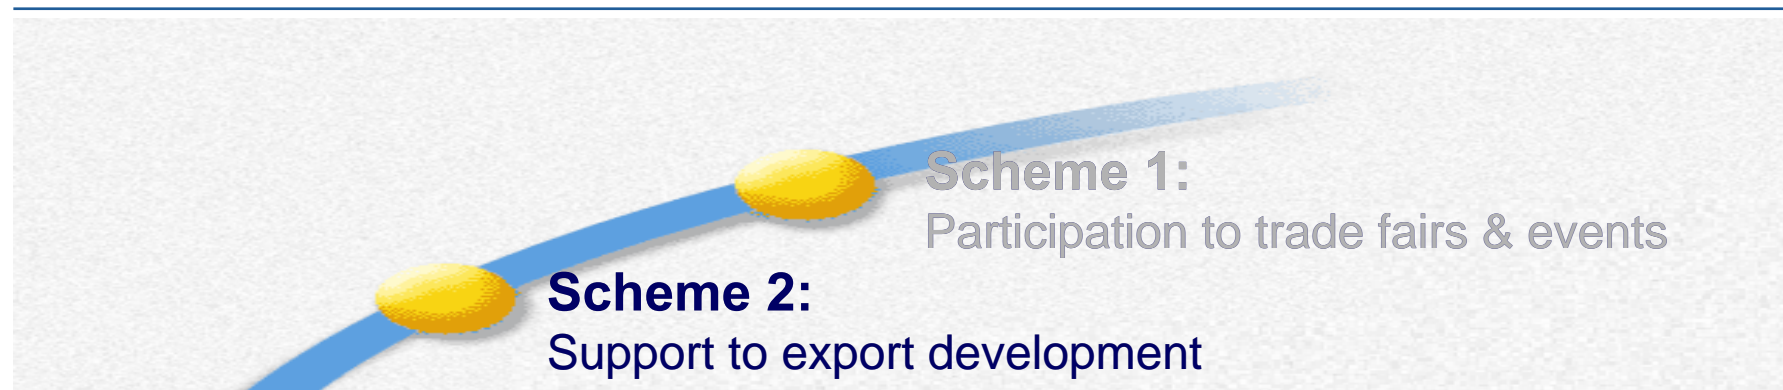 Scheme 1:
Participation to trade fairs & events
Scheme 2:
Support to export development